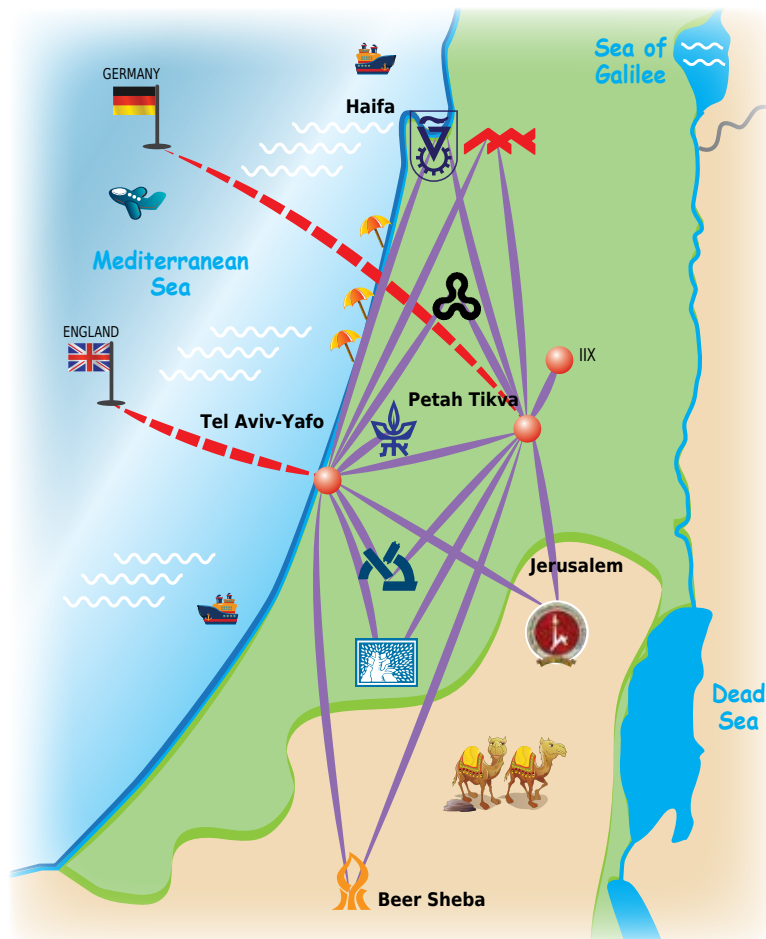 Sea of
Galilee
GERMANY
Haifa
Mediterranean
Sea
ENGLAND
IIX
Petah Tikva
Tel Aviv-Yafo
Jerusalem
Dead
Sea
Beer Sheba